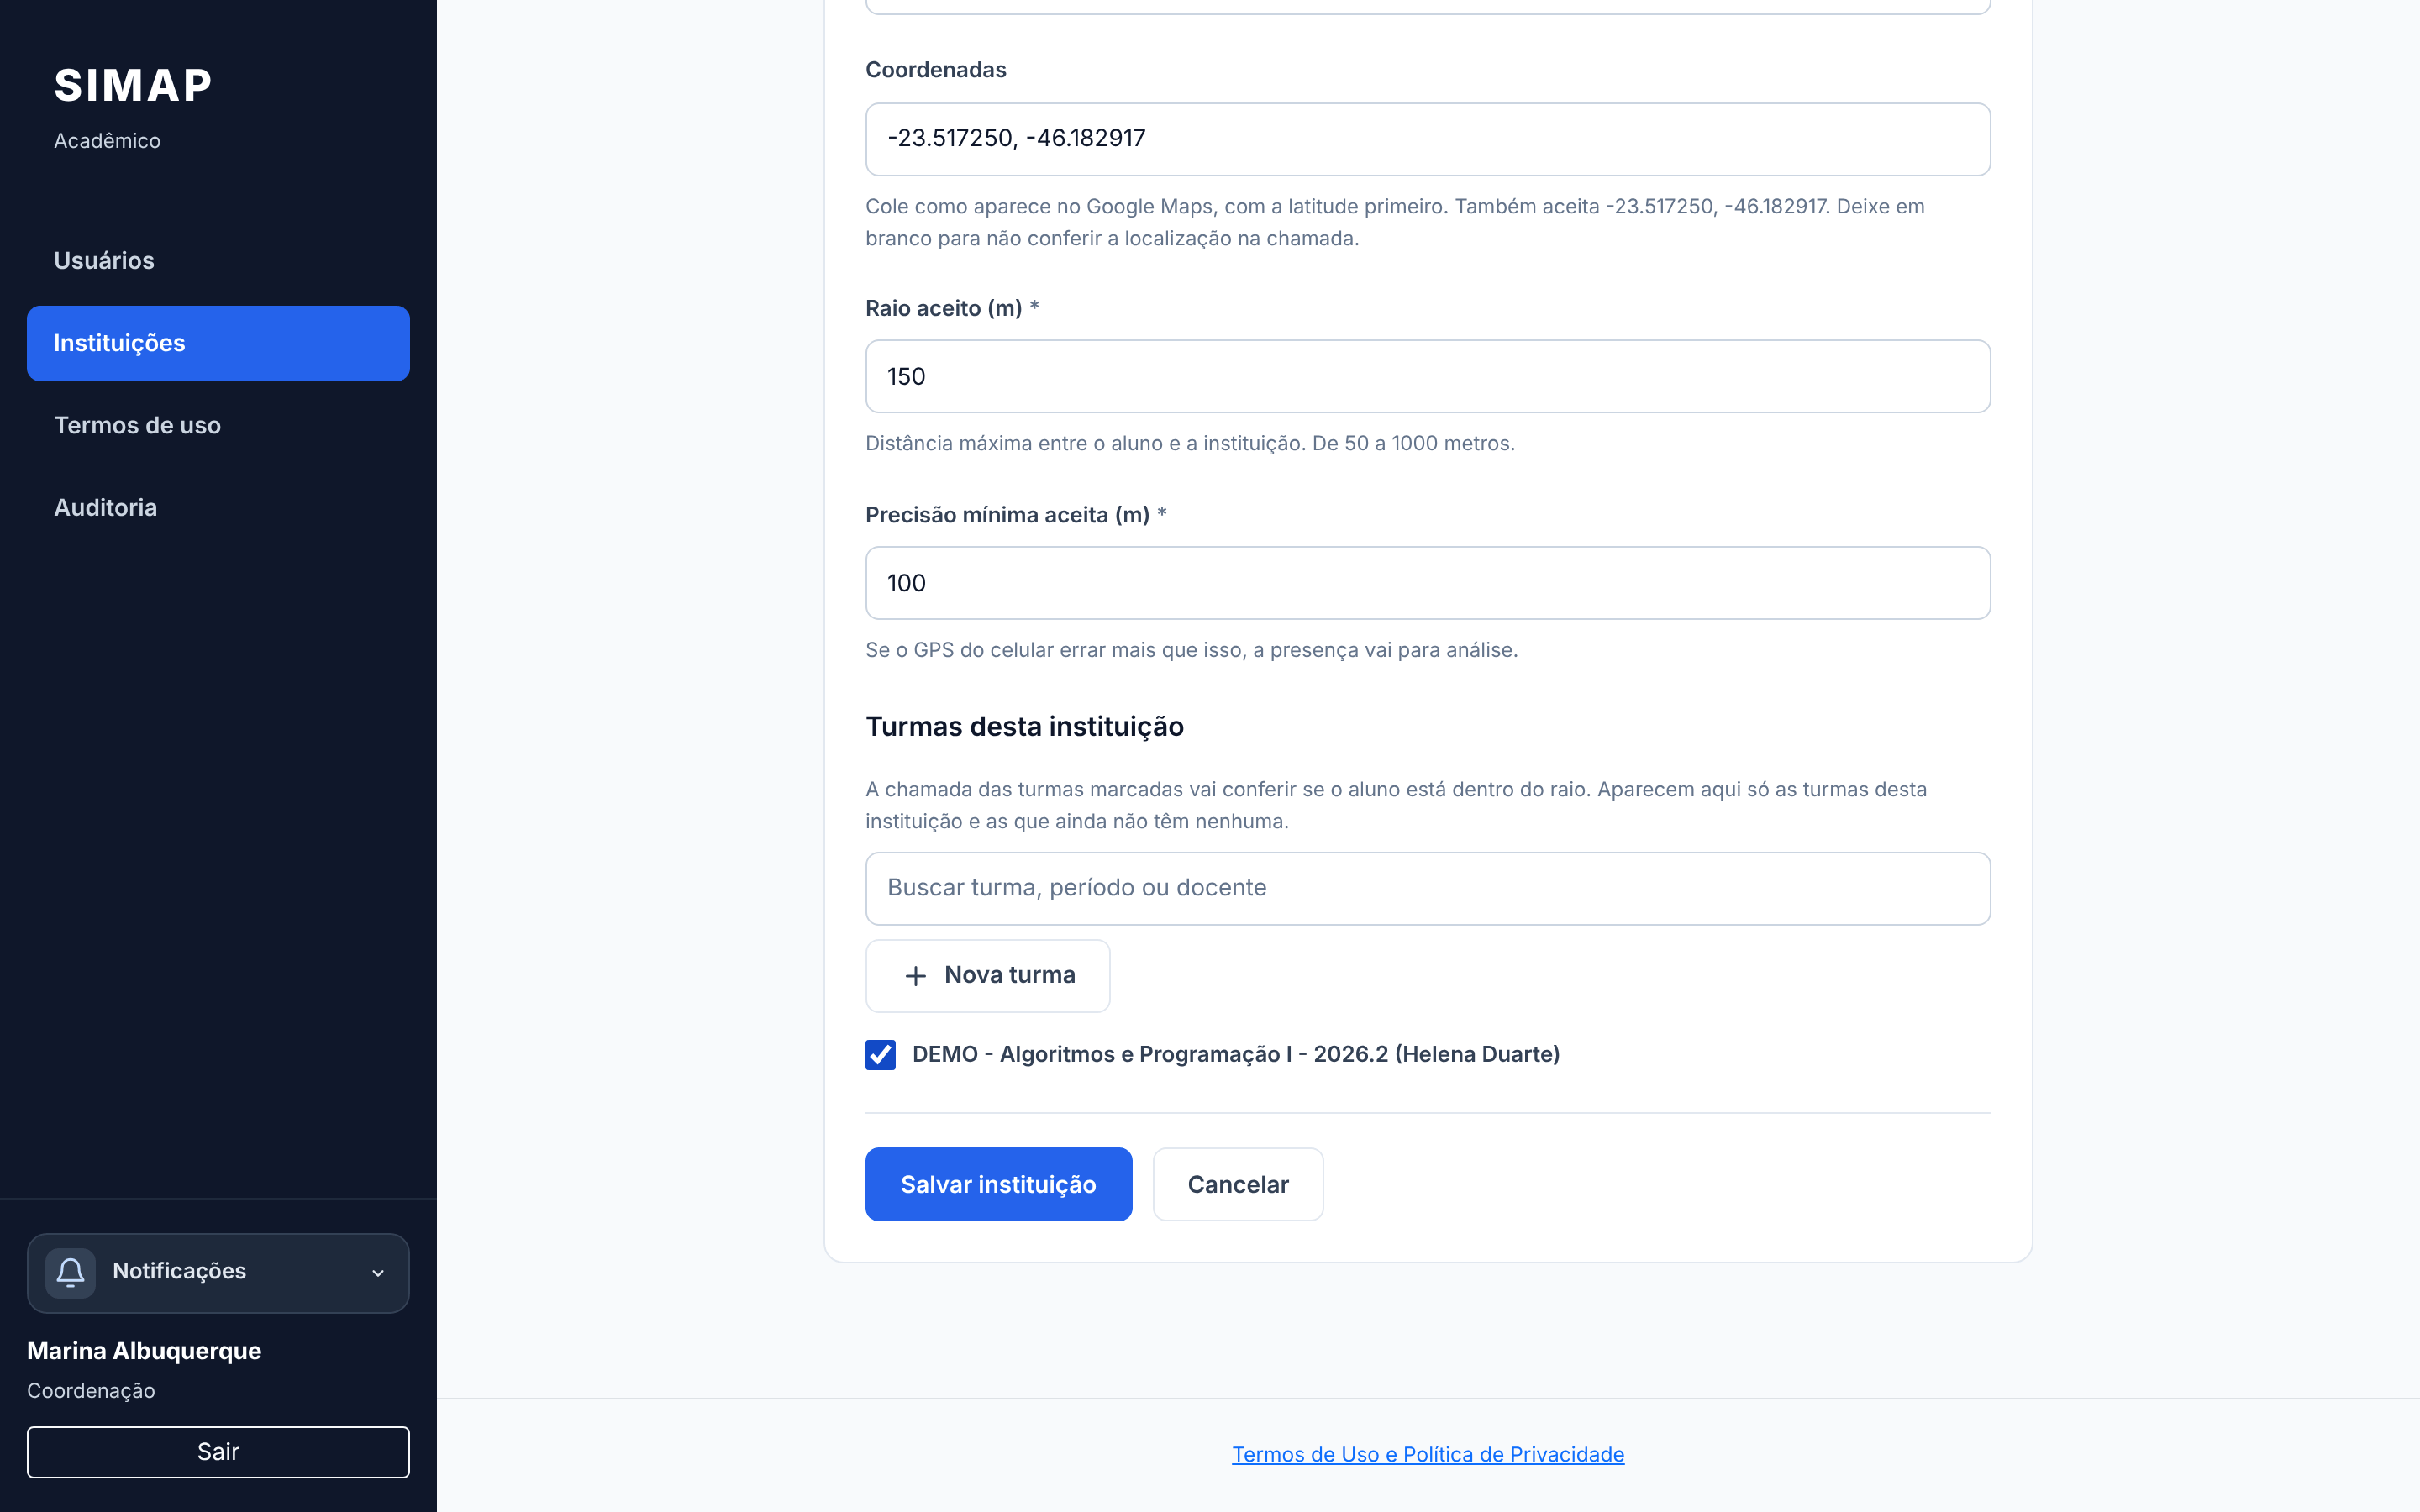 SIMAP
Acadêmico
Usuários
Instituições
Termos de uso
Auditoria
Notificações
Marina Albuquerque
Coordenação
Sair
Coordenadas
-23.517250, -46.182917
Cole como aparece no Google Maps, com a latitude primeiro. Também aceita -23.517250, -46.182917. Deixe em
branco para não conferir a localização na chamada.
Raio aceito (m) *
150
Distância máxima entre o aluno e a instituição. De 50 a 1000 metros.
Precisão mínima aceita (m) *
100
Se o GPS do celular errar mais que isso, a presença vai para análise.
Turmas desta instituição
A chamada das turmas marcadas vai conferir se o aluno está dentro do raio. Aparecem aqui só as turmas desta
instituição e as que ainda não têm nenhuma.
Buscar turma, período ou docente
+ Nova turma
DEMO - Algoritmos e Programação I - 2026.2 (Helena Duarte)
Salvar instituição
Cancelar
Termos de Uso e Política de Privacidade